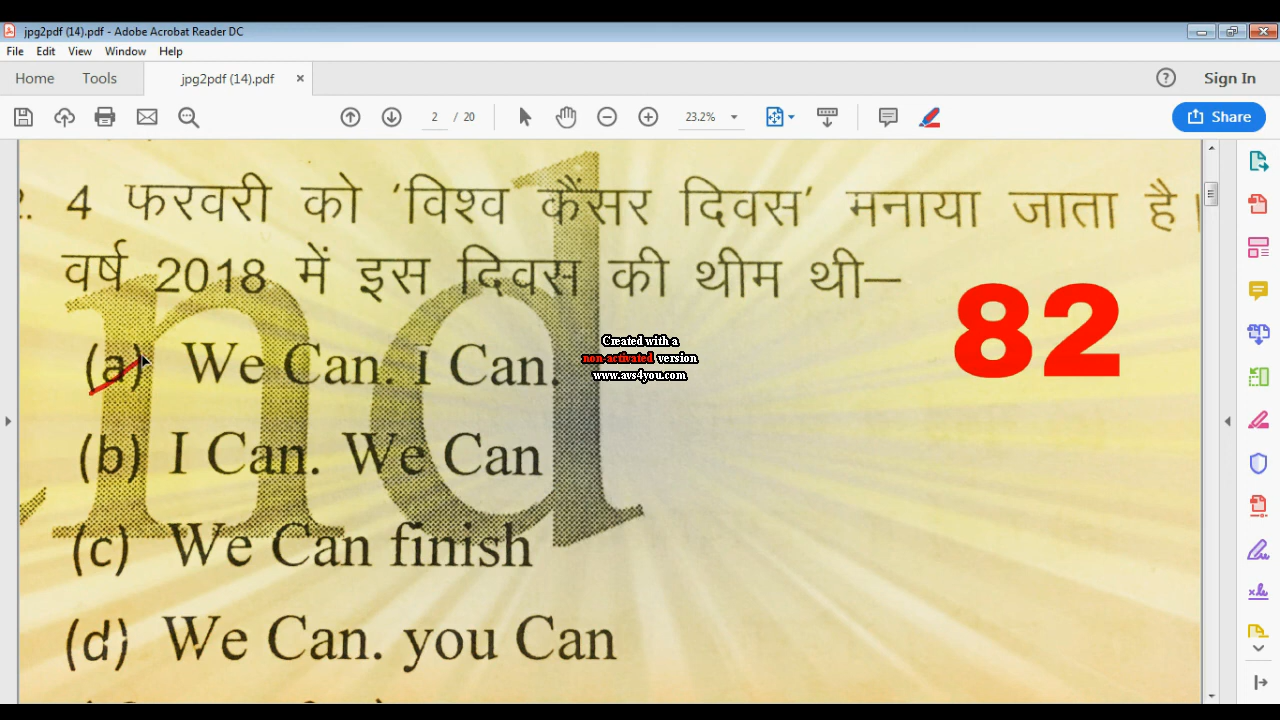 jpg2pdf (14).pdf - Adobe Acrobat Reader DC
File Edit View Window Help
Home Tools jpg2pdf (14).pdf × ? Sign In
2 / 20 23.2% Share
2. 4 फरवरी को 'विश्व कैंसर दिवस' मनाया जाता है।
वर्ष 2018 में इस दिवस की थीम थी—
82
(a) We Can. I Can.
Created with a
non-activated version
www.avs4you.com
(b) I Can. We Can
(c) We Can finish
(d) We Can. you Can
nd